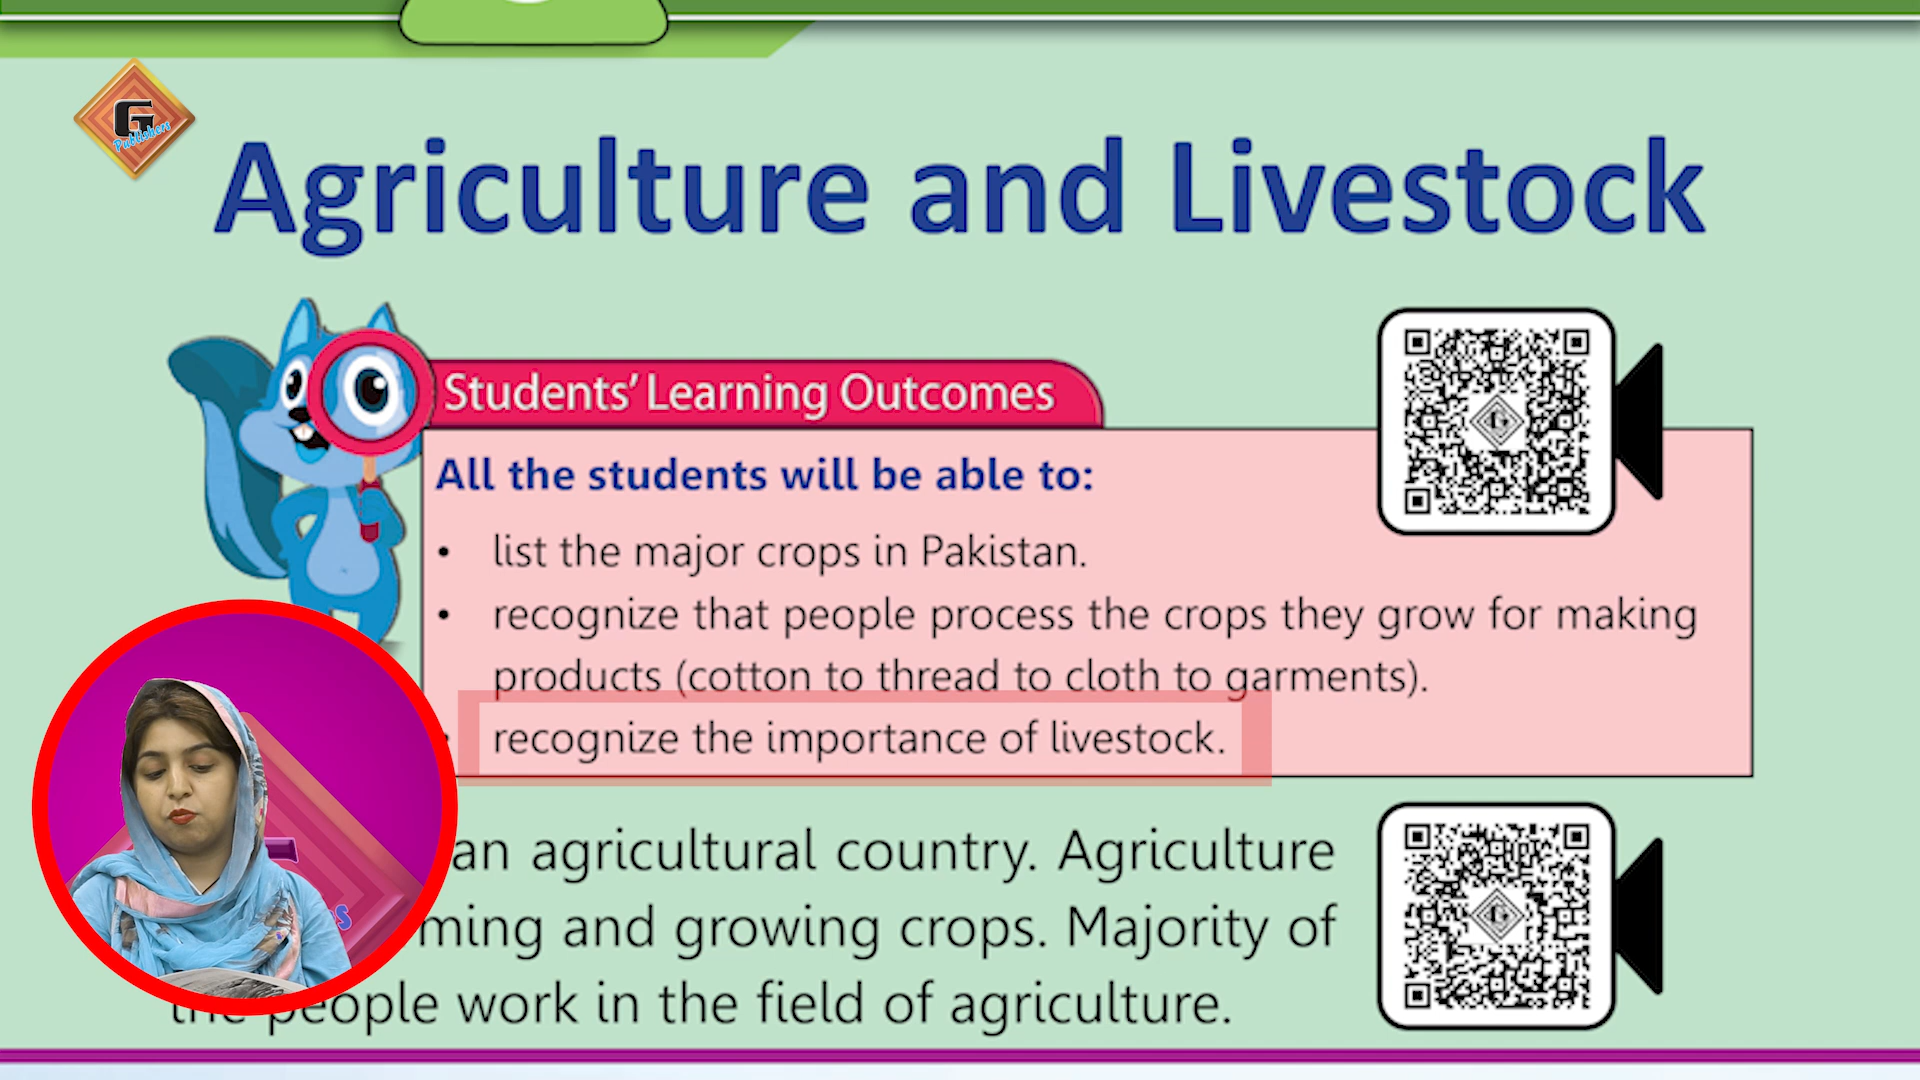 G
Publishers
Agriculture and Livestock
Students' Learning Outcomes
All the students will be able to:
• list the major crops in Pakistan.
• recognize that people process the crops they grow for making
products (cotton to thread to cloth to garments).
recognize the importance of livestock.
an agricultural country. Agriculture
ming and growing crops. Majority of
the people work in the field of agriculture.